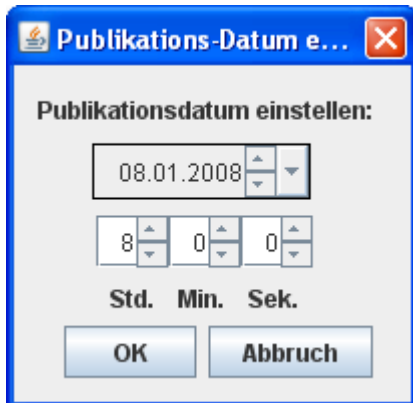 Publikations-Datum e...
Publikationsdatum einstellen:
08.01.2008
8 0 0
Std. Min. Sek.
OK Abbruch